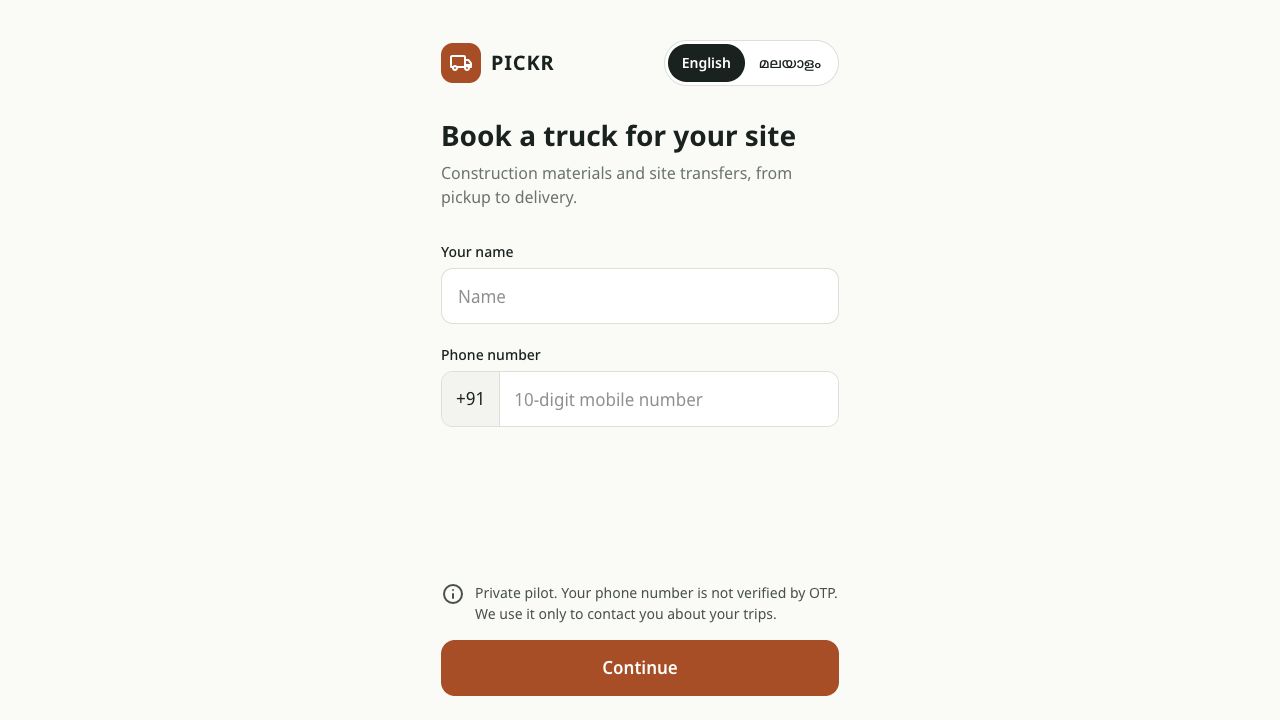 PICKR
English
മലയാളം
Book a truck for your site
Construction materials and site transfers, from
pickup to delivery.
Your name
Name
Phone number
+91
10-digit mobile number
Private pilot. Your phone number is not verified by OTP.
We use it only to contact you about your trips.
Continue